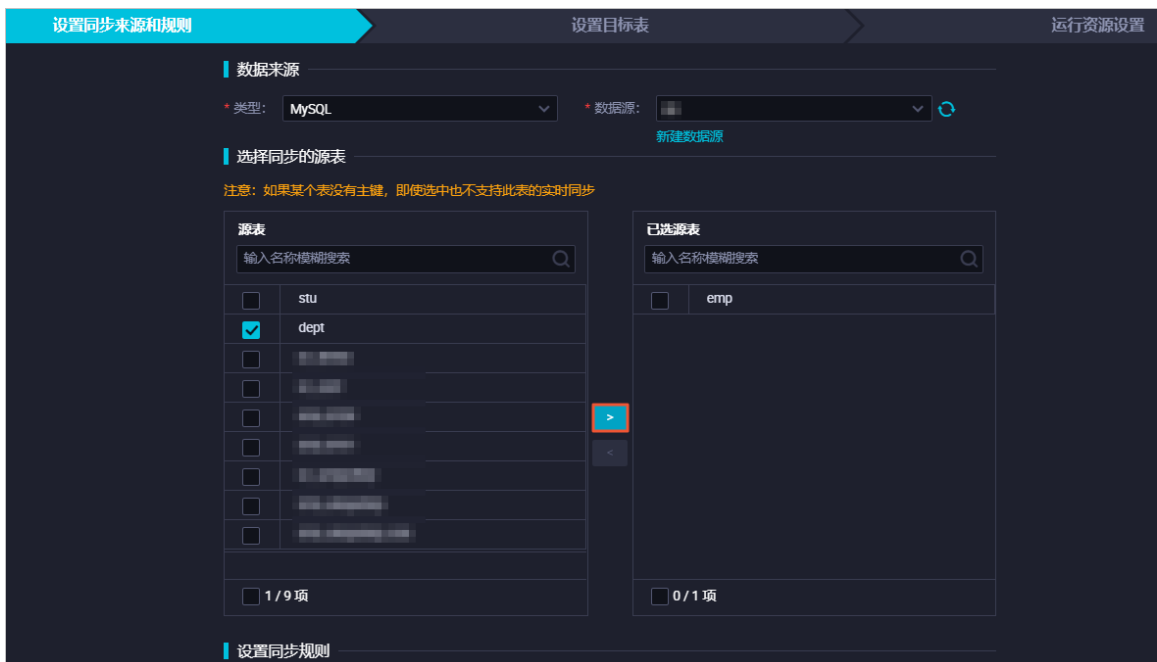 设置同步来源和规则 设置目标表 运行资源设置
数据来源
* 类型: MySQL * 数据源:
新建数据源
选择同步的源表
注意：如果某个表没有主键，即使选中也不支持此表的实时同步
源表 已选源表
输入名称模糊搜索 输入名称模糊搜索
stu emp
dept
>
<
1/9 项 0/1 项
设置同步规则